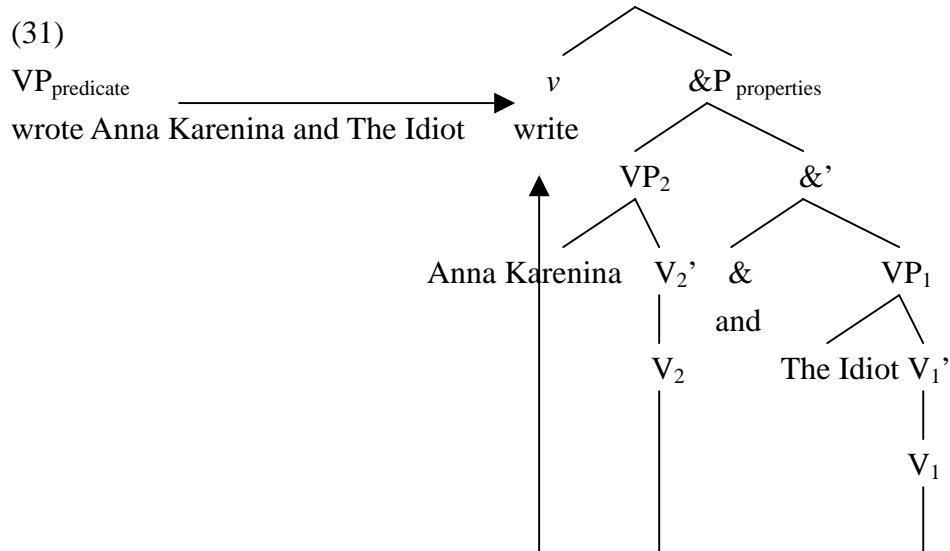 (31)
VPpredicate v &P properties
wrote Anna Karenina and The Idiot write
VP2 &’
Anna Karenina V2’ & VP1
and
V2 The Idiot V1’
V1